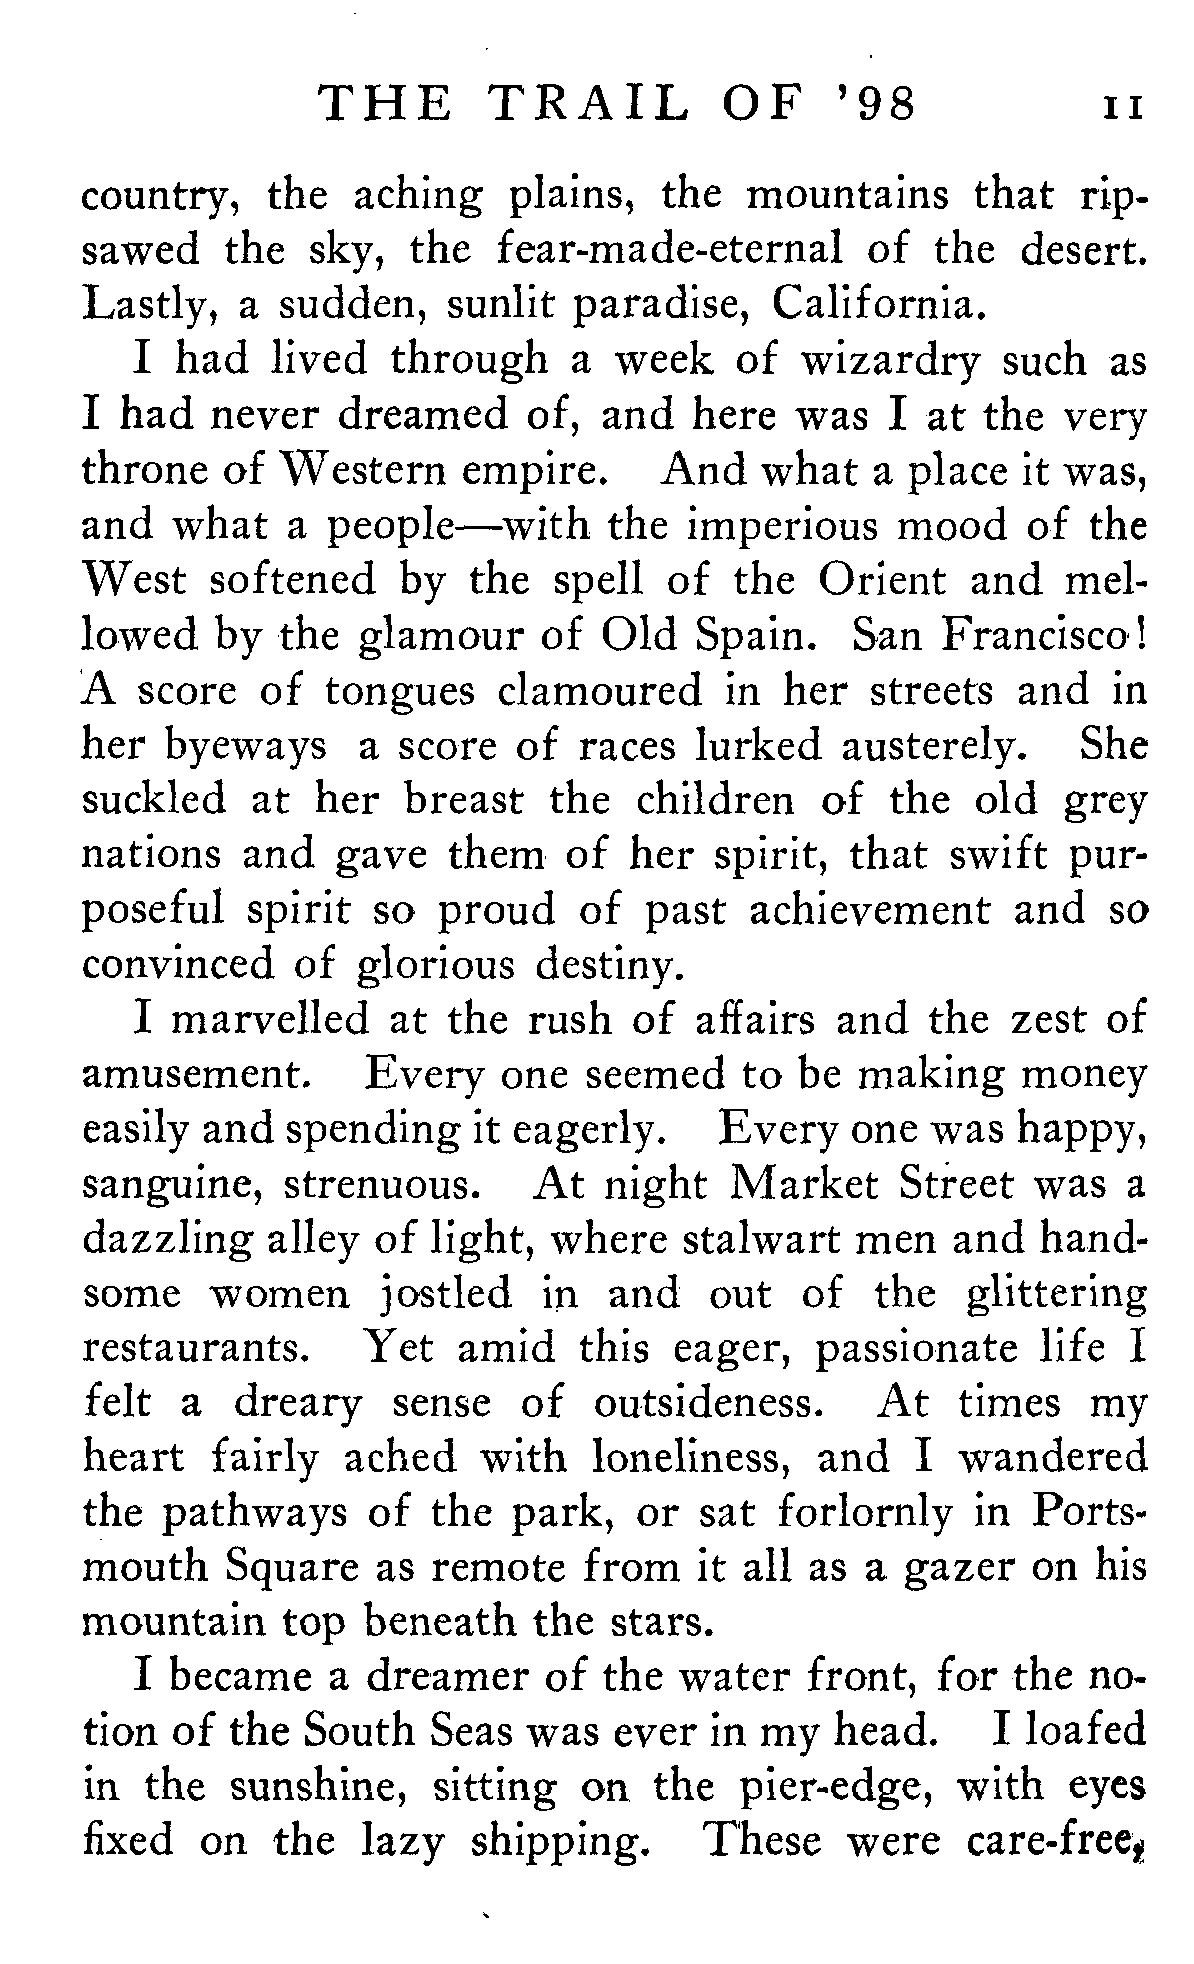 THE TRAIL OF '98 11
country, the aching plains, the mountains that rip-
sawed the sky, the fear-made-eternal of the desert.
Lastly, a sudden, sunlit paradise, California.
I had lived through a week of wizardry such as
I had never dreamed of, and here was I at the very
throne of Western empire. And what a place it was,
and what a people—with the imperious mood of the
West softened by the spell of the Orient and mel-
lowed by the glamour of Old Spain. San Francisco!
A score of tongues clamoured in her streets and in
her byeways a score of races lurked austerely. She
suckled at her breast the children of the old grey
nations and gave them of her spirit, that swift pur-
poseful spirit so proud of past achievement and so
convinced of glorious destiny.
I marvelled at the rush of affairs and the zest of
amusement. Every one seemed to be making money
easily and spending it eagerly. Every one was happy,
sanguine, strenuous. At night Market Street was a
dazzling alley of light, where stalwart men and hand-
some women jostled in and out of the glittering
restaurants. Yet amid this eager, passionate life I
felt a dreary sense of outsideness. At times my
heart fairly ached with loneliness, and I wandered
the pathways of the park, or sat forlornly in Ports-
mouth Square as remote from it all as a gazer on his
mountain top beneath the stars.
I became a dreamer of the water front, for the no-
tion of the South Seas was ever in my head. I loafed
in the sunshine, sitting on the pier-edge, with eyes
fixed on the lazy shipping. These were care-free,